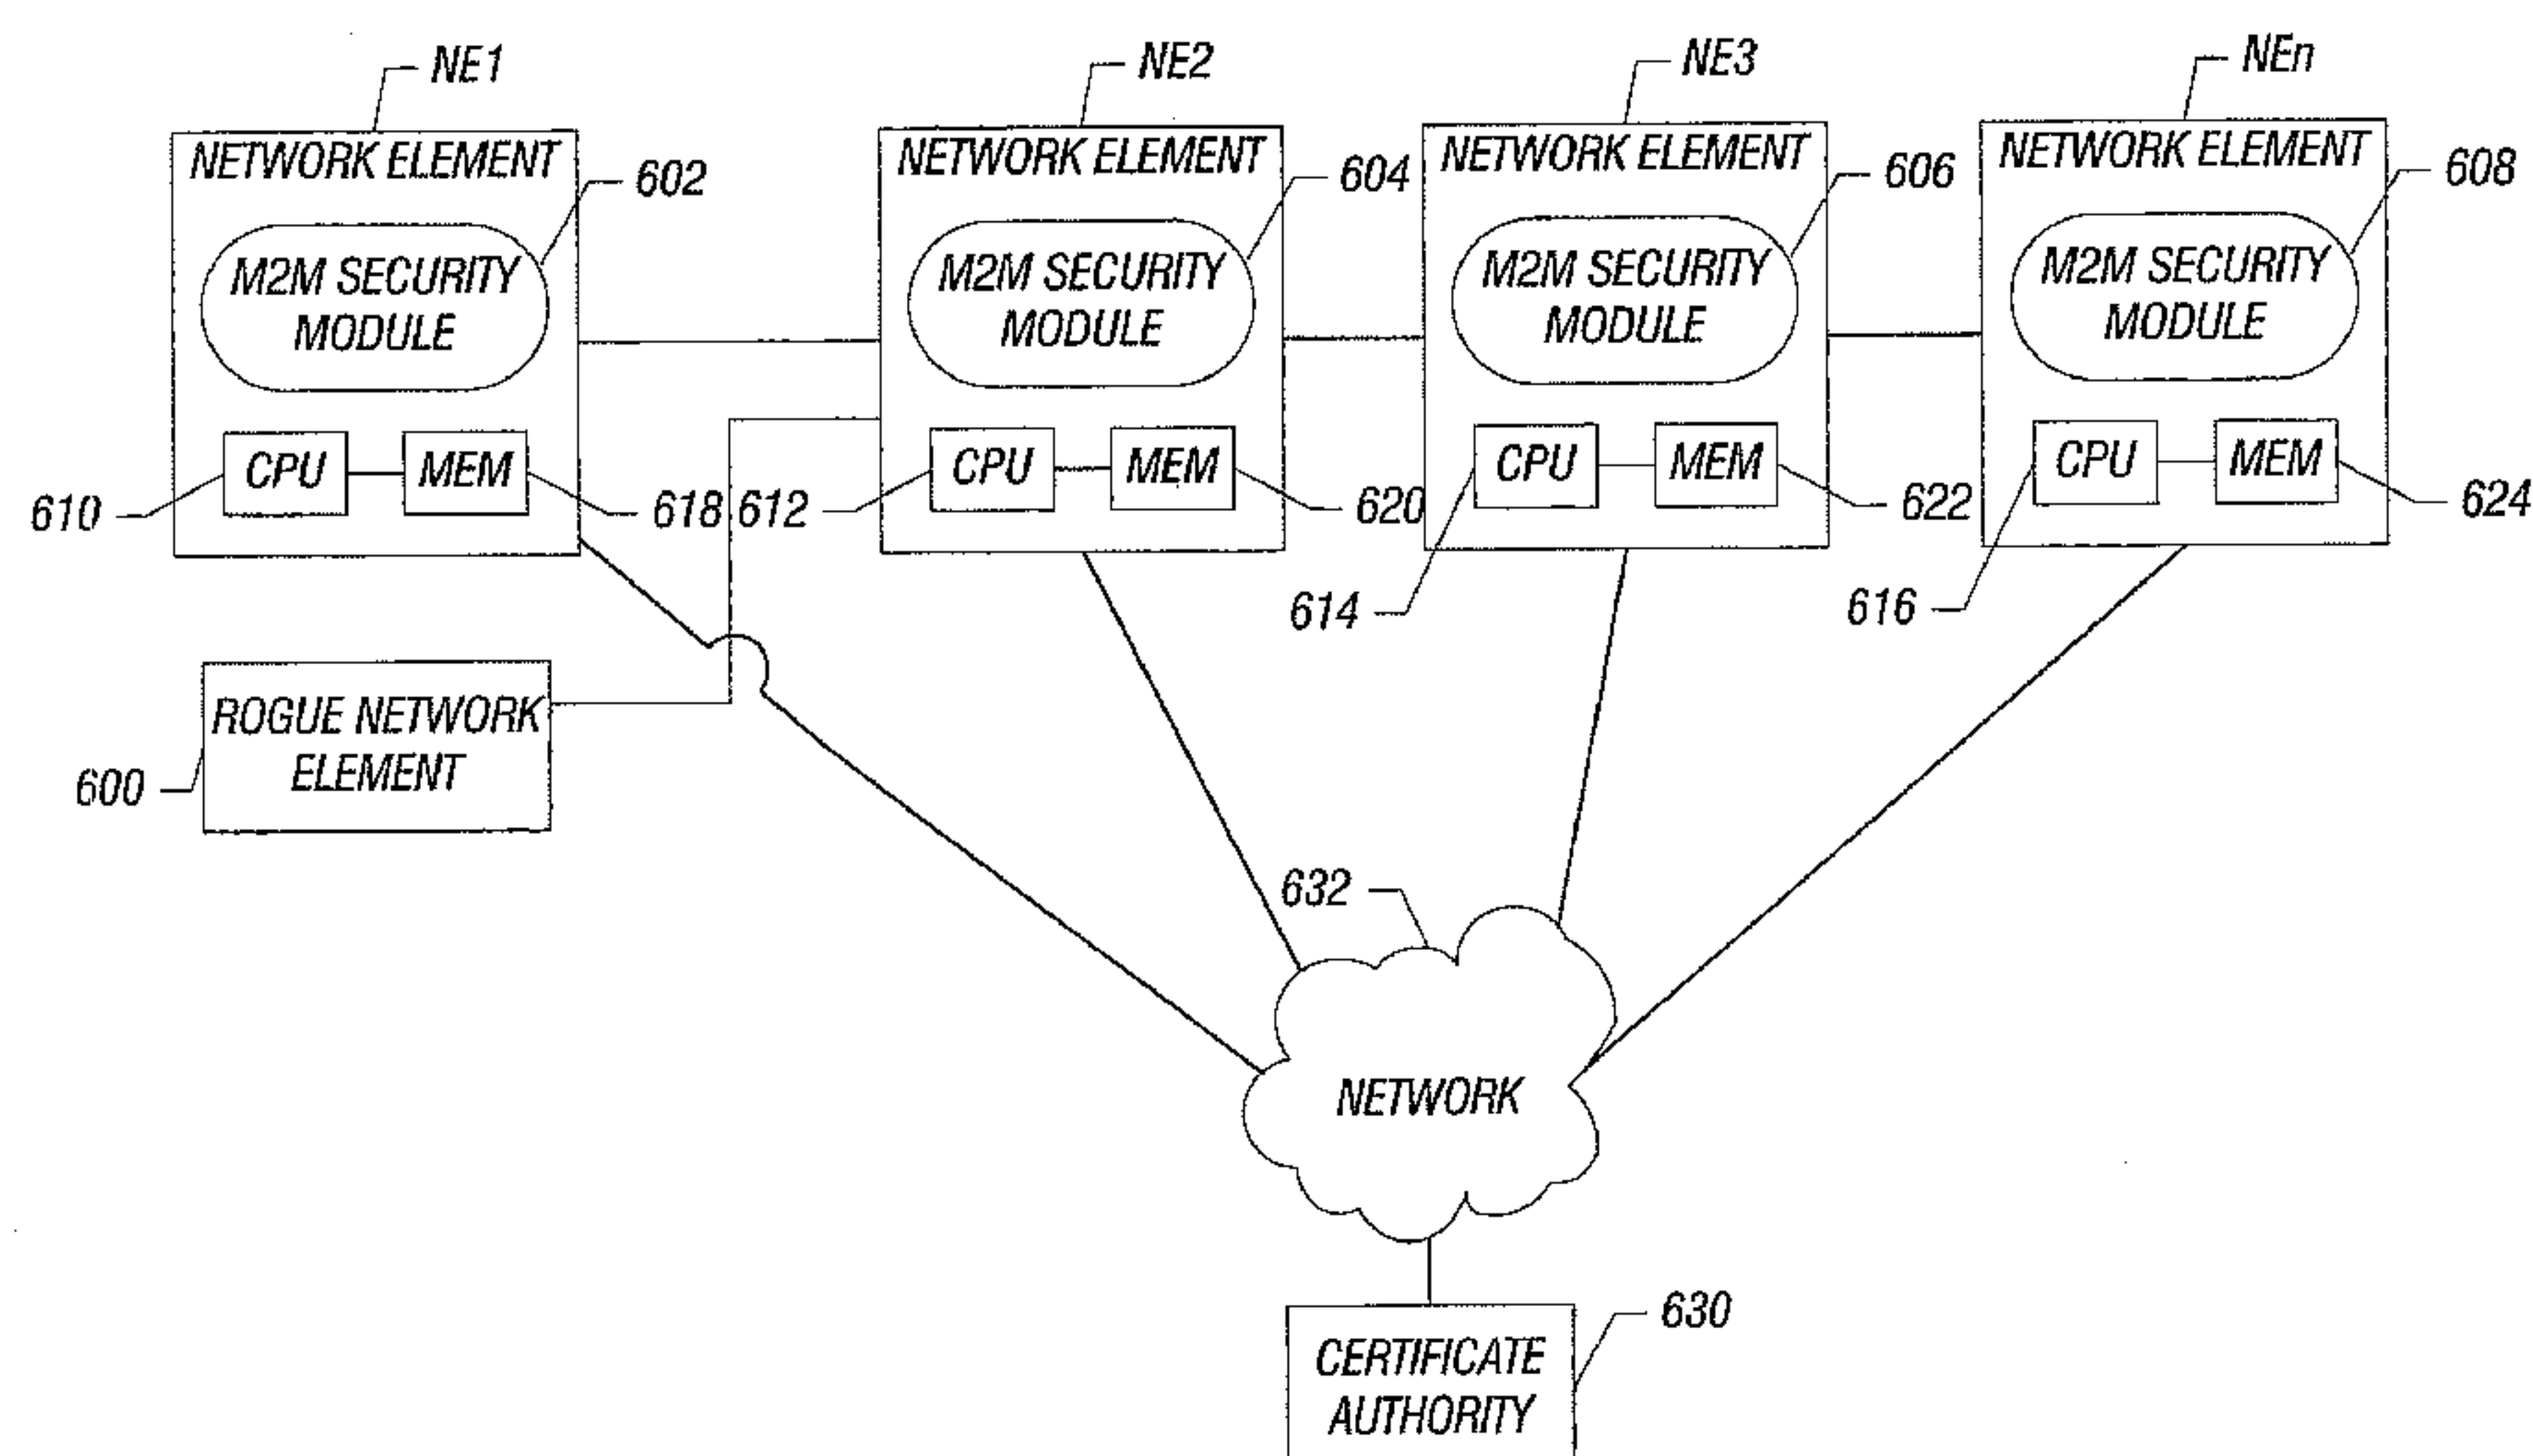 NE1
NE2
NE3
NEn
NETWORK ELEMENT
602
M2M SECURITY
MODULE
CPU
MEM
610
618
NETWORK ELEMENT
604
M2M SECURITY
MODULE
CPU
MEM
612
620
NETWORK ELEMENT
606
M2M SECURITY
MODULE
CPU
MEM
614
622
NETWORK ELEMENT
608
M2M SECURITY
MODULE
CPU
MEM
616
624
ROGUE NETWORK
ELEMENT
600
632
NETWORK
630
CERTIFICATE
AUTHORITY